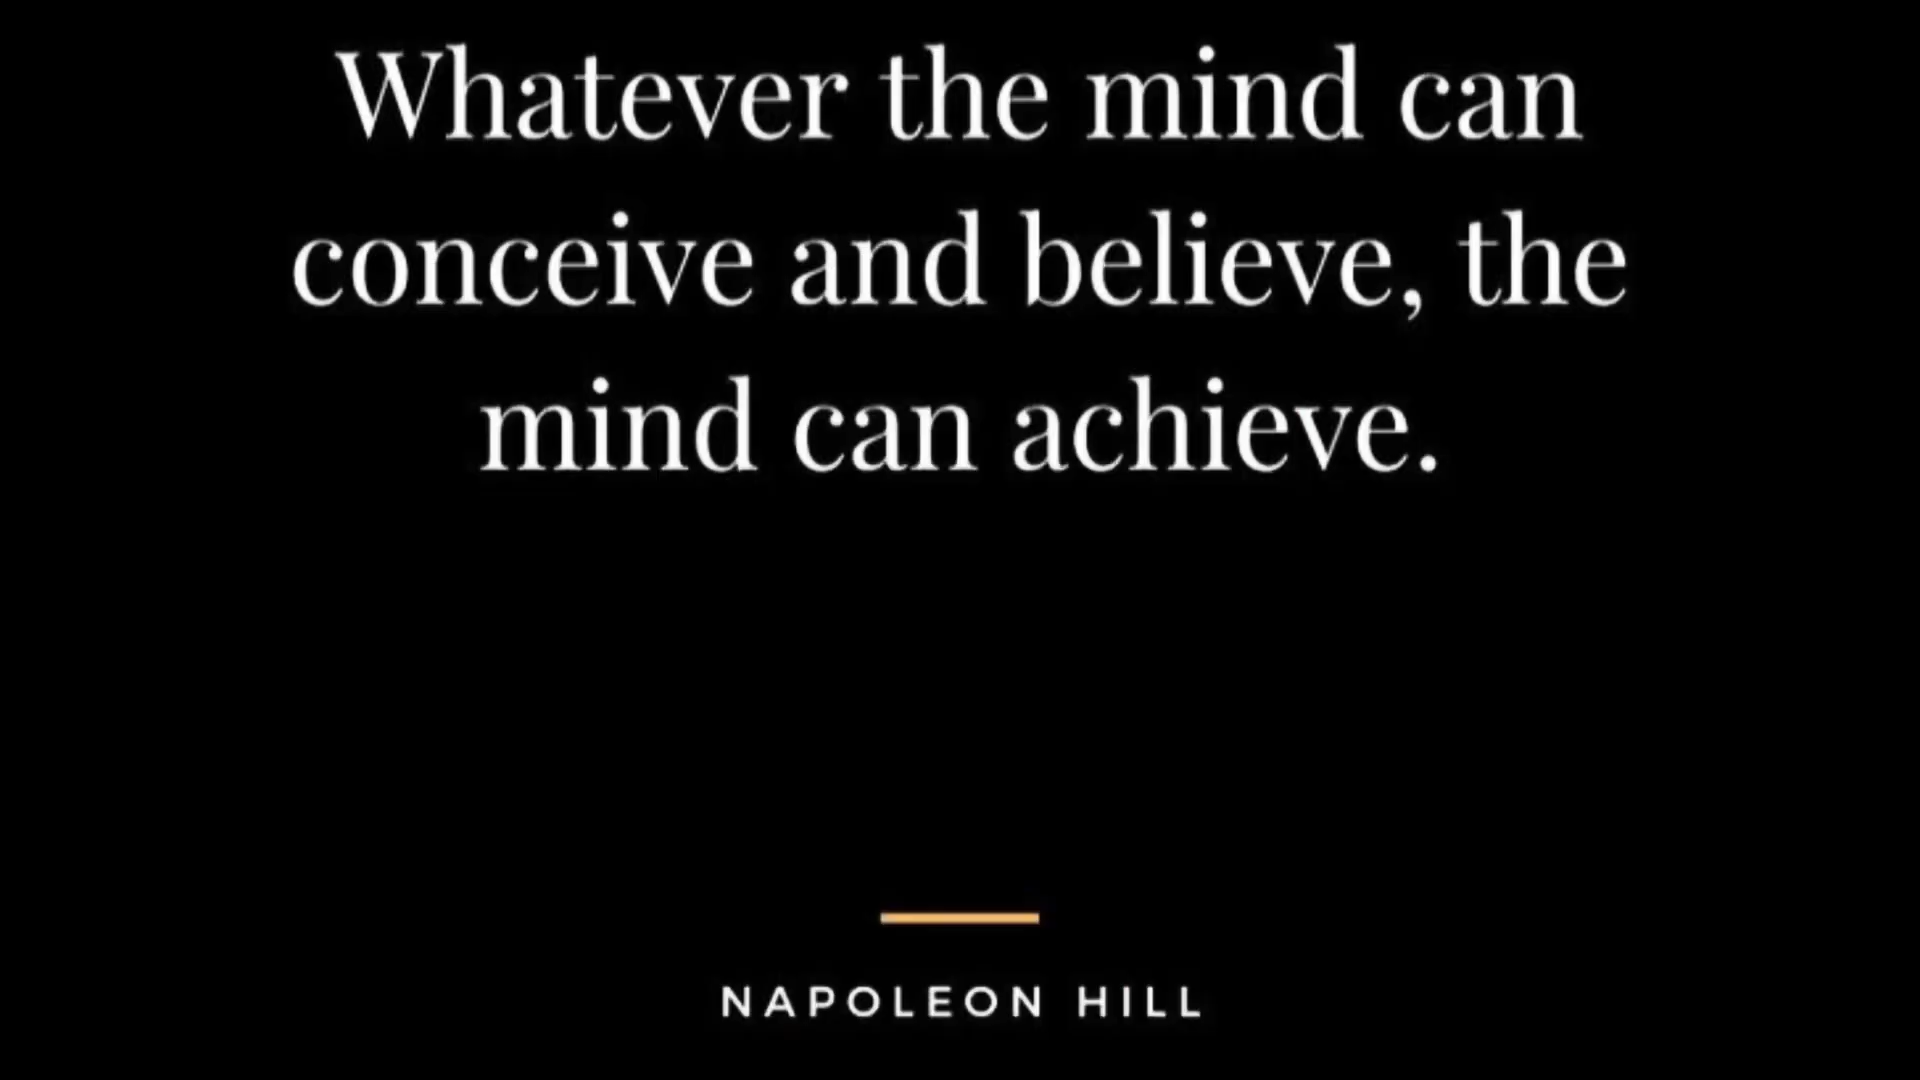 Whatever the mind can
conceive and believe, the
mind can achieve.
NAPOLEON HILL